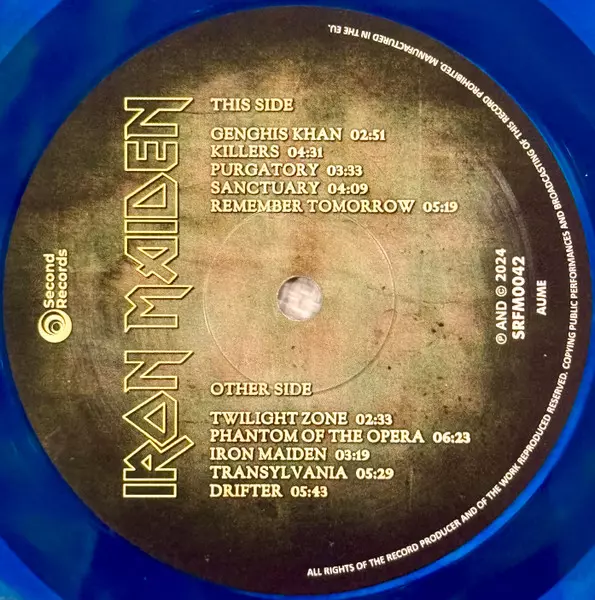 IRON MAIDEN
Second
Records
THIS SIDE
GENGHIS KHAN 02:51
KILLERS 04:31
PURGATORY 03:33
SANCTUARY 04:09
REMEMBER TOMORROW 05:19
OTHER SIDE
TWILIGHT ZONE 02:33
PHANTOM OF THE OPERA 06:23
IRON MAIDEN 03:19
TRANSYLVANIA 05:29
DRIFTER 05:43
℗ AND © 2024
SRFM0042
AUME
ALL RIGHTS OF THE RECORD PRODUCER AND OF THE WORK REPRODUCED RESERVED. COPYING PUBLIC PERFORMANCES AND BROADCASTING OF THIS RECORD PROHIBITED. MANUFACTURED IN THE EU.